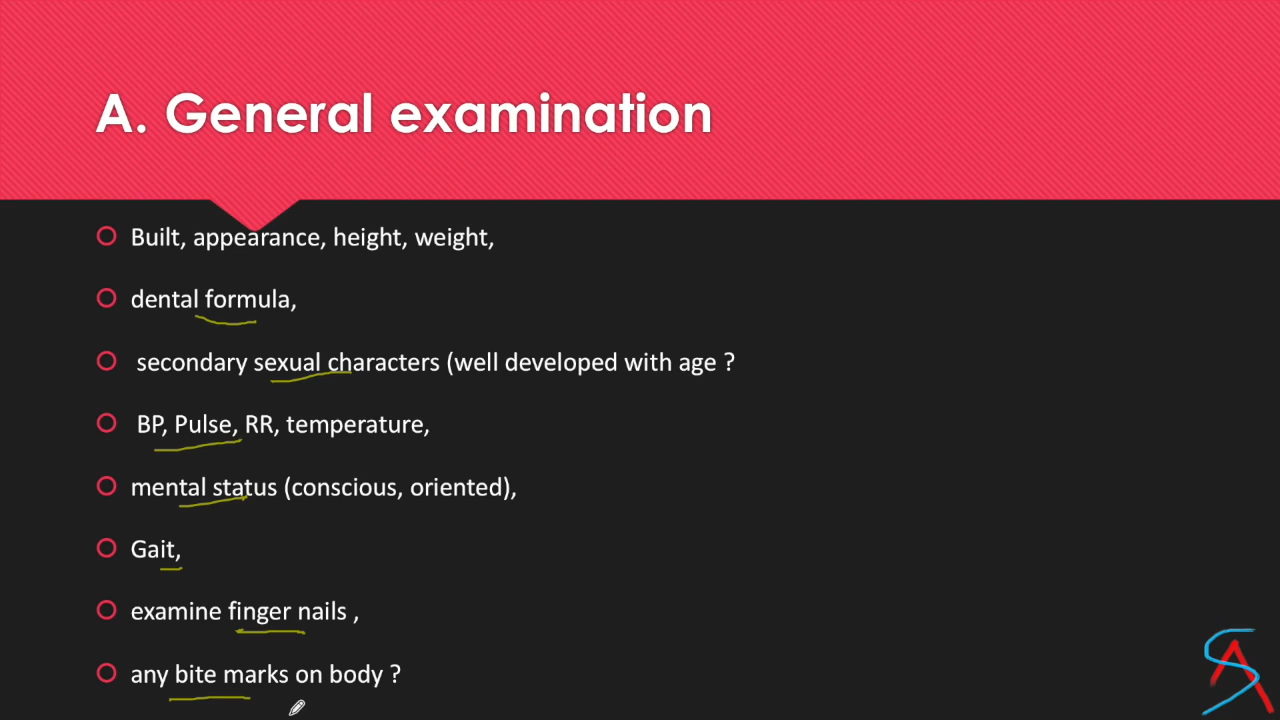 A. General examination
Built, appearance, height, weight,
dental formula,
secondary sexual characters (well developed with age ?
BP, Pulse, RR, temperature,
mental status (conscious, oriented),
Gait,
examine finger nails ,
any bite marks on body ?
SA